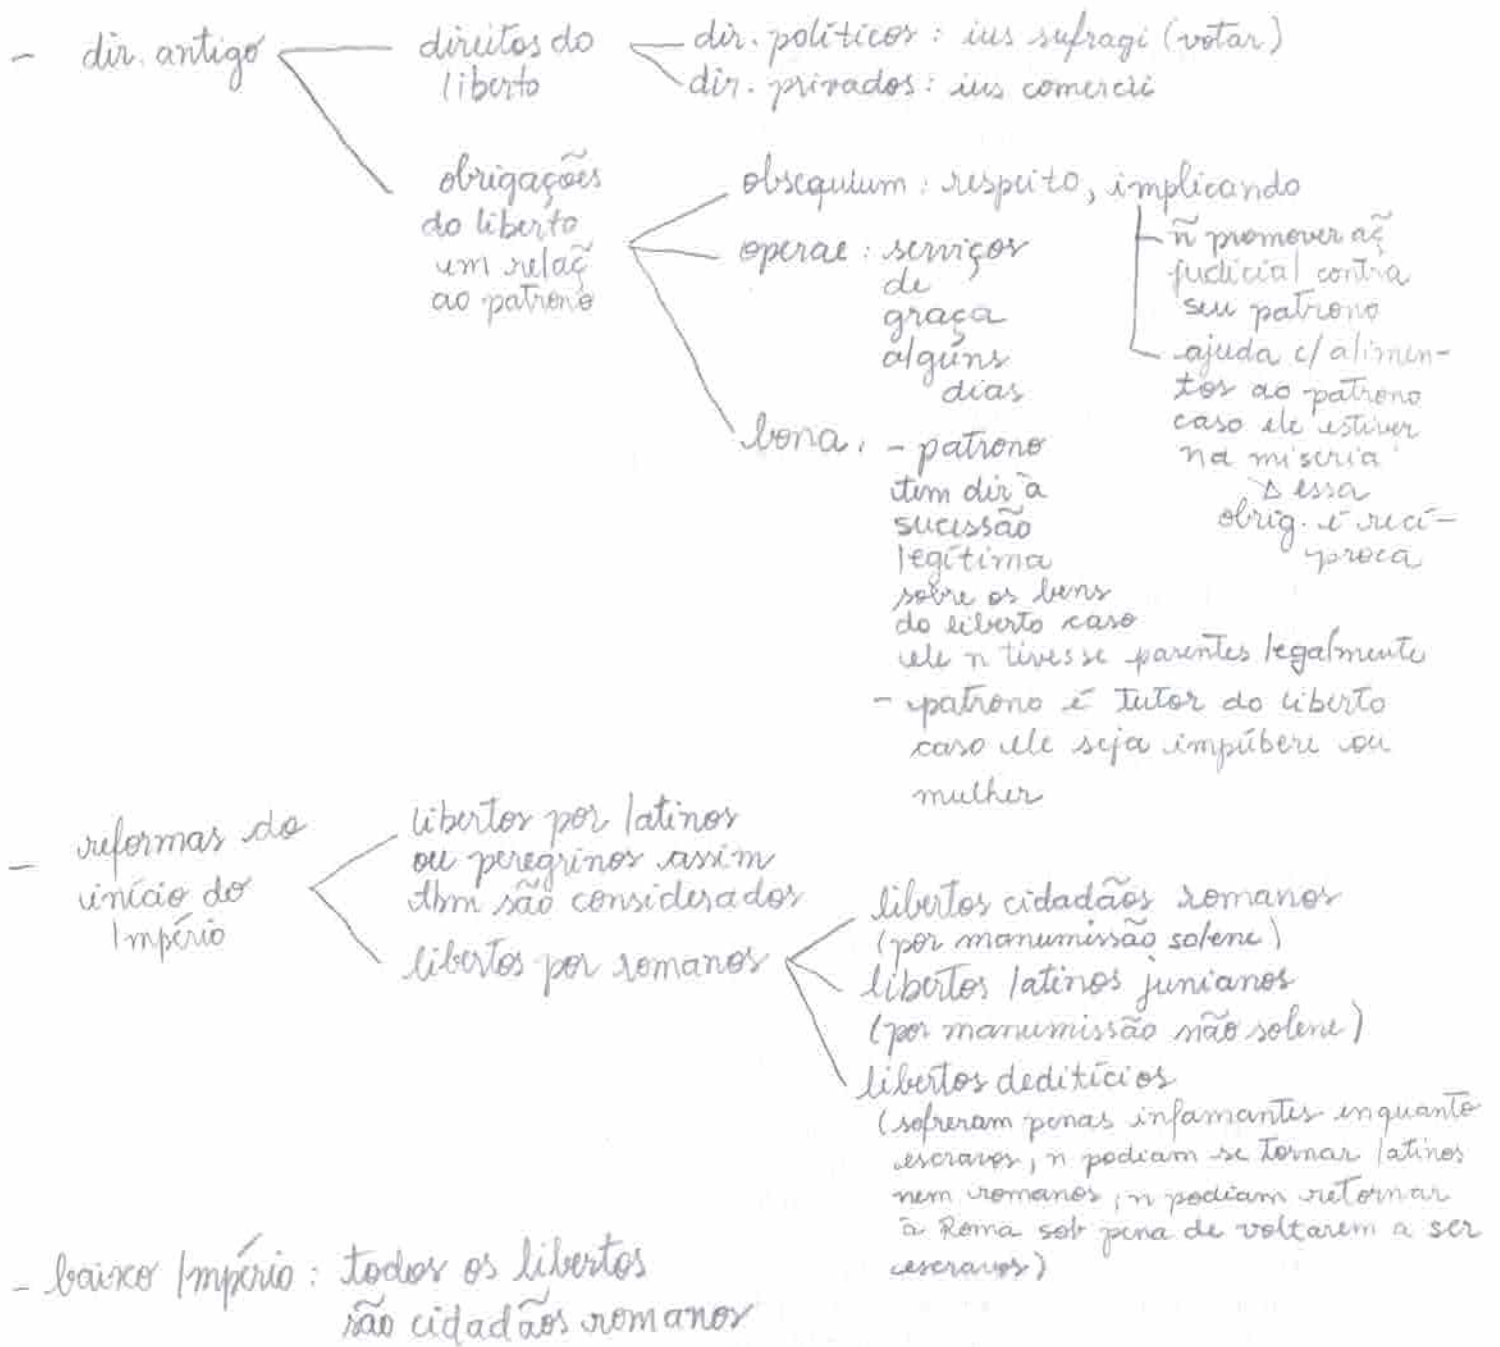 - dir. antigo
direitos do
liberto
dir. políticos: ius sufragi (votar)
dir. privados: ius comercii
obrigações
do liberto
em relaç̃
ao patrono
obsequium: respeito, implicando
ñ promover aç̃
judicial contra
seu patrono
ajuda c/ alimen-
tos ao patrono
caso ele estiver
na miséria
essa
obrig. é recí-
proca
operae: serviços
de
graça
alguns
dias
bona: - patrono
tem dir à
sucessão
legítima
sobre os bens
do liberto caso
ele n tivesse parentes legalmente
- patrono é tutor do liberto
caso ele seja impúbere ou
mulher
- reformas do
início do
Império
libertos por latinos
ou peregrinos assim
tbm são considerados
libertos por romanos
libertos cidadãos romanos
(por manumissão solene)
libertos latinos junianos
(por manumissão não solene)
libertos deditícios
(sofreram penas infamantes enquanto
escravos, n podiam se tornar latinos
nem romanos, n podiam retornar
à Roma sob pena de voltarem a ser
escravos)
- baixo Império: todos os libertos
são cidadãos romanos